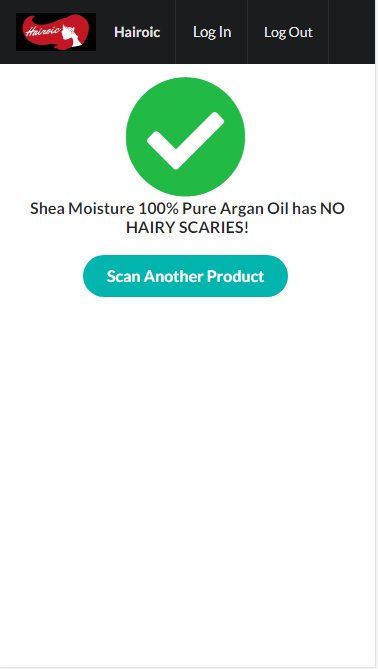 Hairoic Hairoic Log In Log Out
Shea Moisture 100% Pure Argan Oil has NO
HAIRY SCARIES!
Scan Another Product